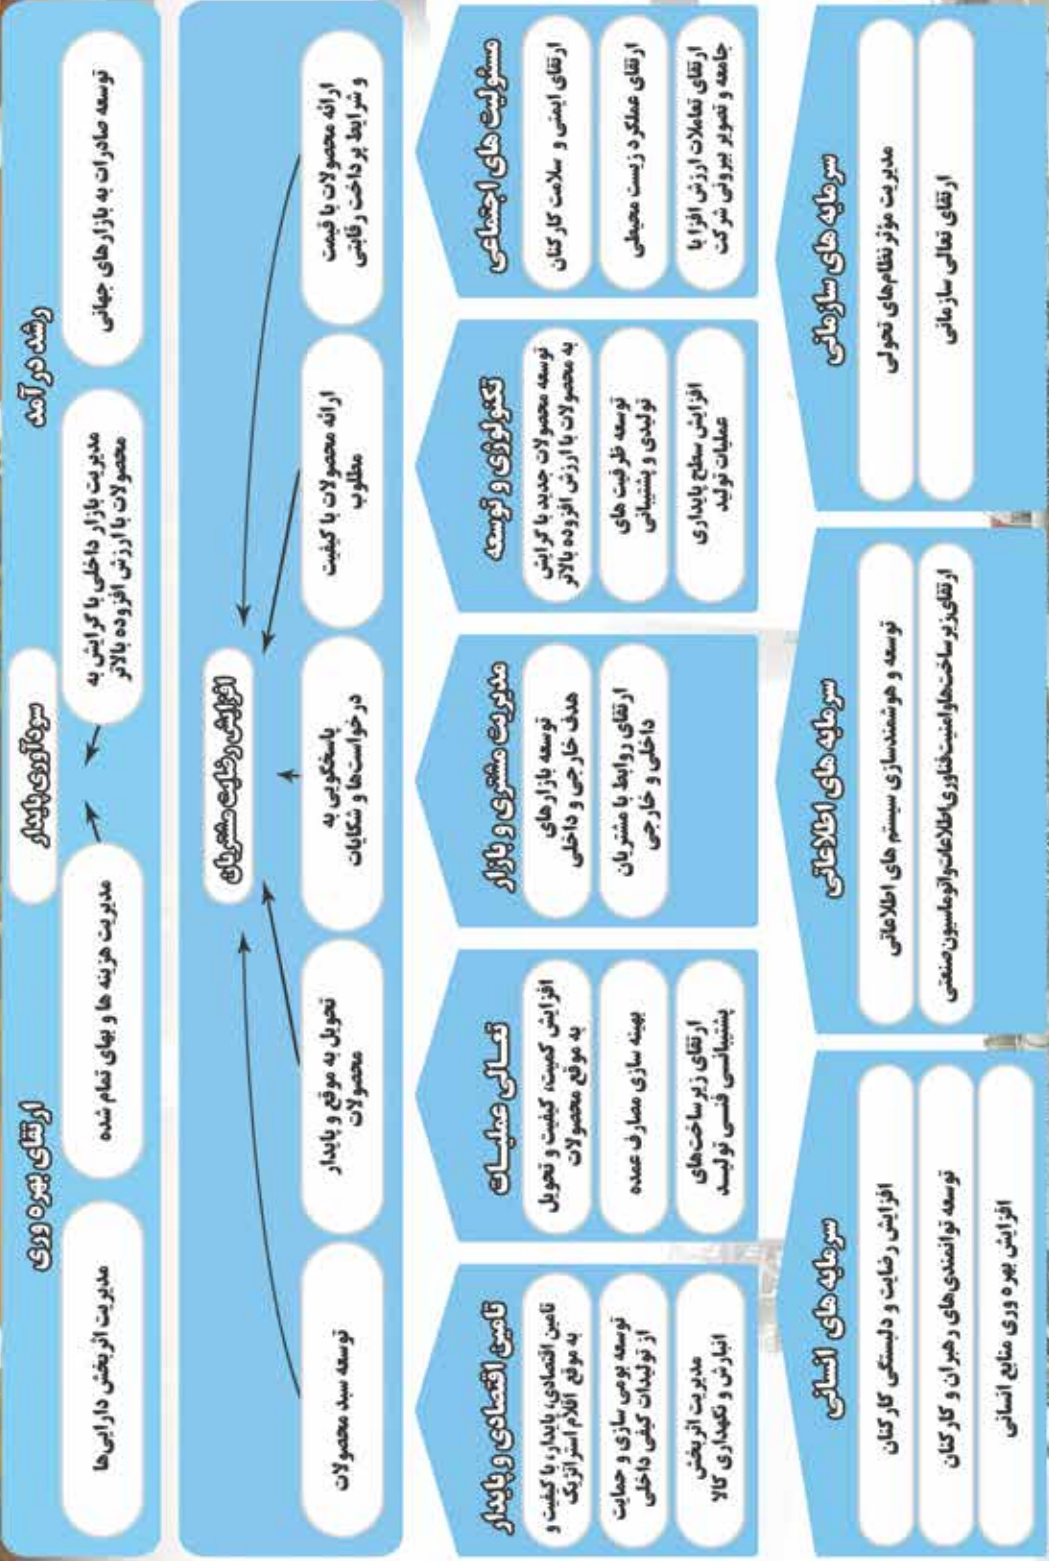 رشد درآمد
سودآوری پایدار
ارتقای بهره وری
توسعه صادرات به بازارهای جهانی
مدیریت بازار داخلی با گرایش به
محصولات با ارزش افزوده بالاتر
مدیریت هزینه ها و بهای تمام شده
مدیریت اثربخش دارایی‌ها
افزایش رضایت مشتریان
ارائه محصولات با قیمت
و شرایط پرداخت رقابتی
ارائه محصولات با کیفیت
مطلوب
پاسخگویی به
درخواست‌ها و شکایات
تحویل به موقع و پایدار
محصولات
توسعه سبد محصولات
مسئولیت های اجتماعی
ارتقای ایمنی و سلامت کارکنان
ارتقای عملکرد زیست محیطی
ارتقای تعاملات ارزش افزا با
جامعه و تصویر بیرونی شرکت
تکنولوژی و توسعه
توسعه محصولات جدید با گرایش
به محصولات با ارزش افزوده بالاتر
توسعه ظرفیت های
تولیدی و پشتیبانی
افزایش سطح پایداری
عملیات تولید
مدیریت مشتری و بازار
توسعه بازارهای
هدف خارجی و داخلی
ارتقای روابط با مشتریان
داخلی و خارجی
تعـالی عملیـات
افزایش کمیت، کیفیت و تحویل
به موقع محصولات
بهینه سازی مصارف عمده
ارتقای زیرساخت‌های
پشتیبانـی فنـی تولیـد
تامین اقتصادی و پایدار
تامین اقتصادی، پایدار، با کیفیت و
به موقع اقلام استراتژیک
توسعه بومی سازی و حمایت
از تولیدات کیفی داخلی
مدیریت اثربخش
انبارش و نگهداری کالا
سرمایه های سازمانی
مدیریت مؤثر نظام‌های تحولی
ارتقای تعالی سازمانی
سرمایه های اطلاعاتی
توسعه و هوشمندسازی سیستم های اطلاعاتی
ارتقای زیرساخت‌ها و امنیت فناوری اطلاعات و اتوماسیون صنعتی
سرمایه های انسانی
افزایش رضایت و دلبستگی کارکنان
توسعه توانمندی‌های رهبران و کارکنان
افزایش بهره وری منابع انسانی